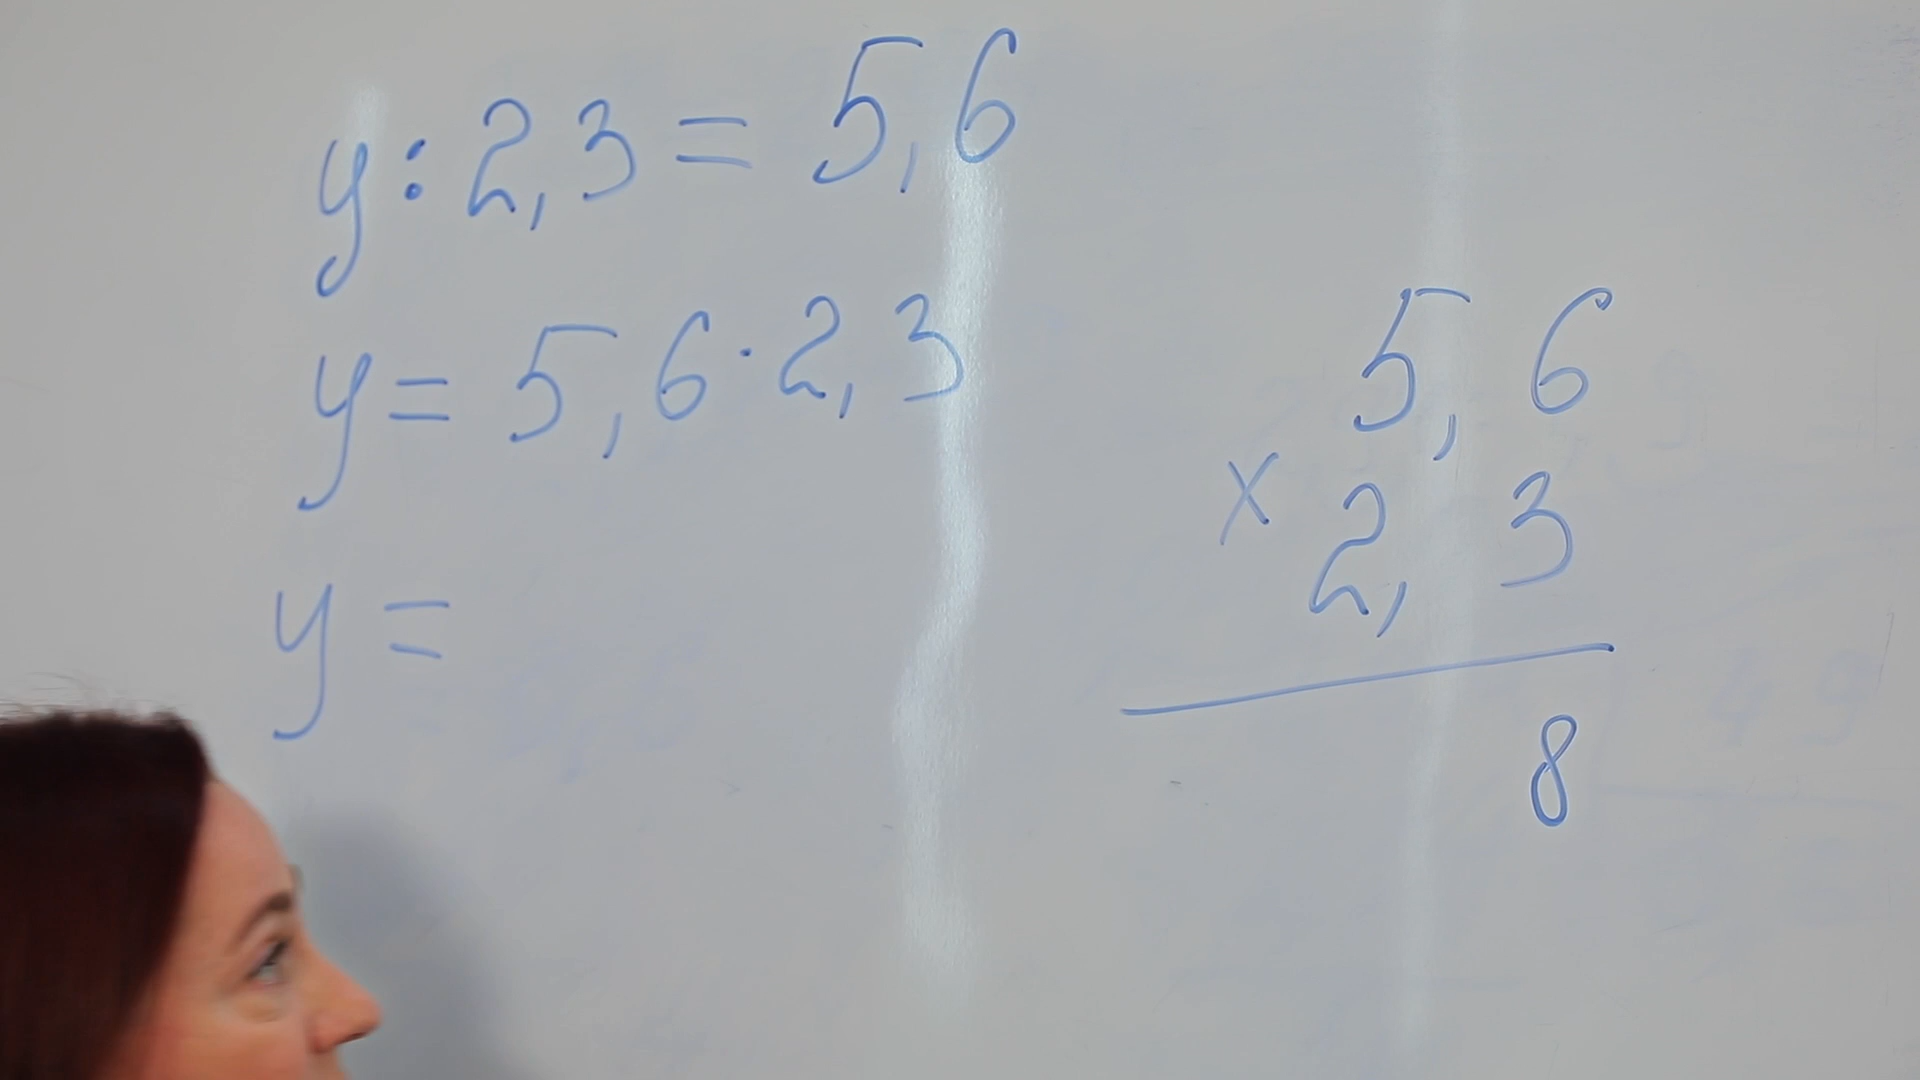 y : 2,3 = 5,6
y = 5,6 · 2,3
y =
5,6
× 2,3
8